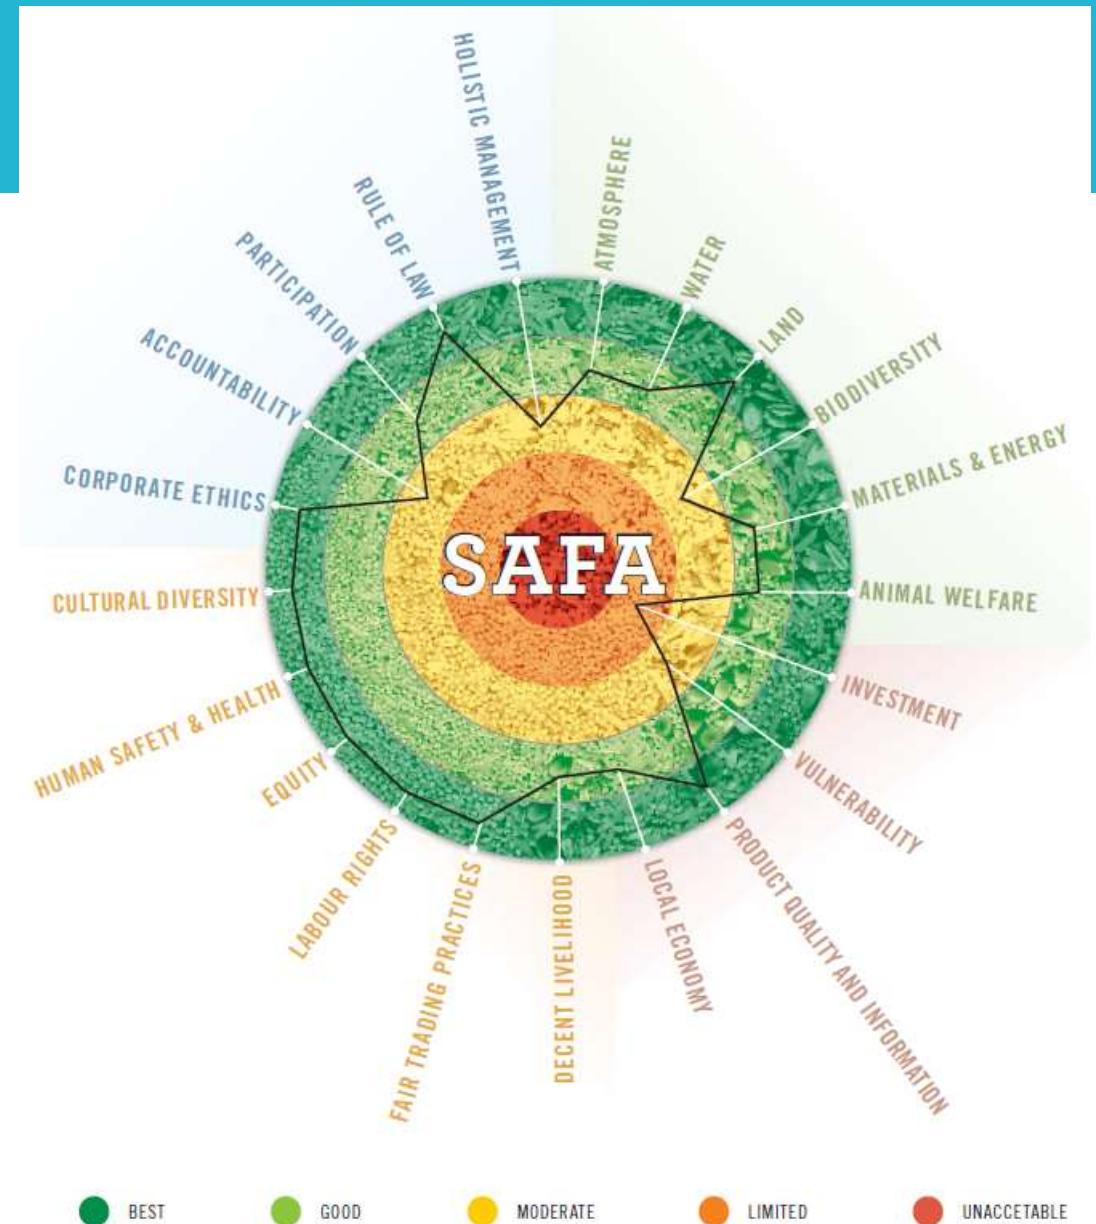 HOLISTIC MANAGEMENT
ATMOSPHERE
WATER
LAND
BIODIVERSITY
MATERIALS & ENERGY
ANIMAL WELFARE
INVESTMENT
VULNERABILITY
PRODUCT QUALITY AND INFORMATION
LOCAL ECONOMY
DECENT LIVELIHOOD
FAIR TRADING PRACTICES
LABOUR RIGHTS
EQUITY
HUMAN SAFETY & HEALTH
CULTURAL DIVERSITY
CORPORATE ETHICS
ACCOUNTABILITY
PARTICIPATION
RULE OF LAW
SAFA
BEST
GOOD
MODERATE
LIMITED
UNACCETABLE